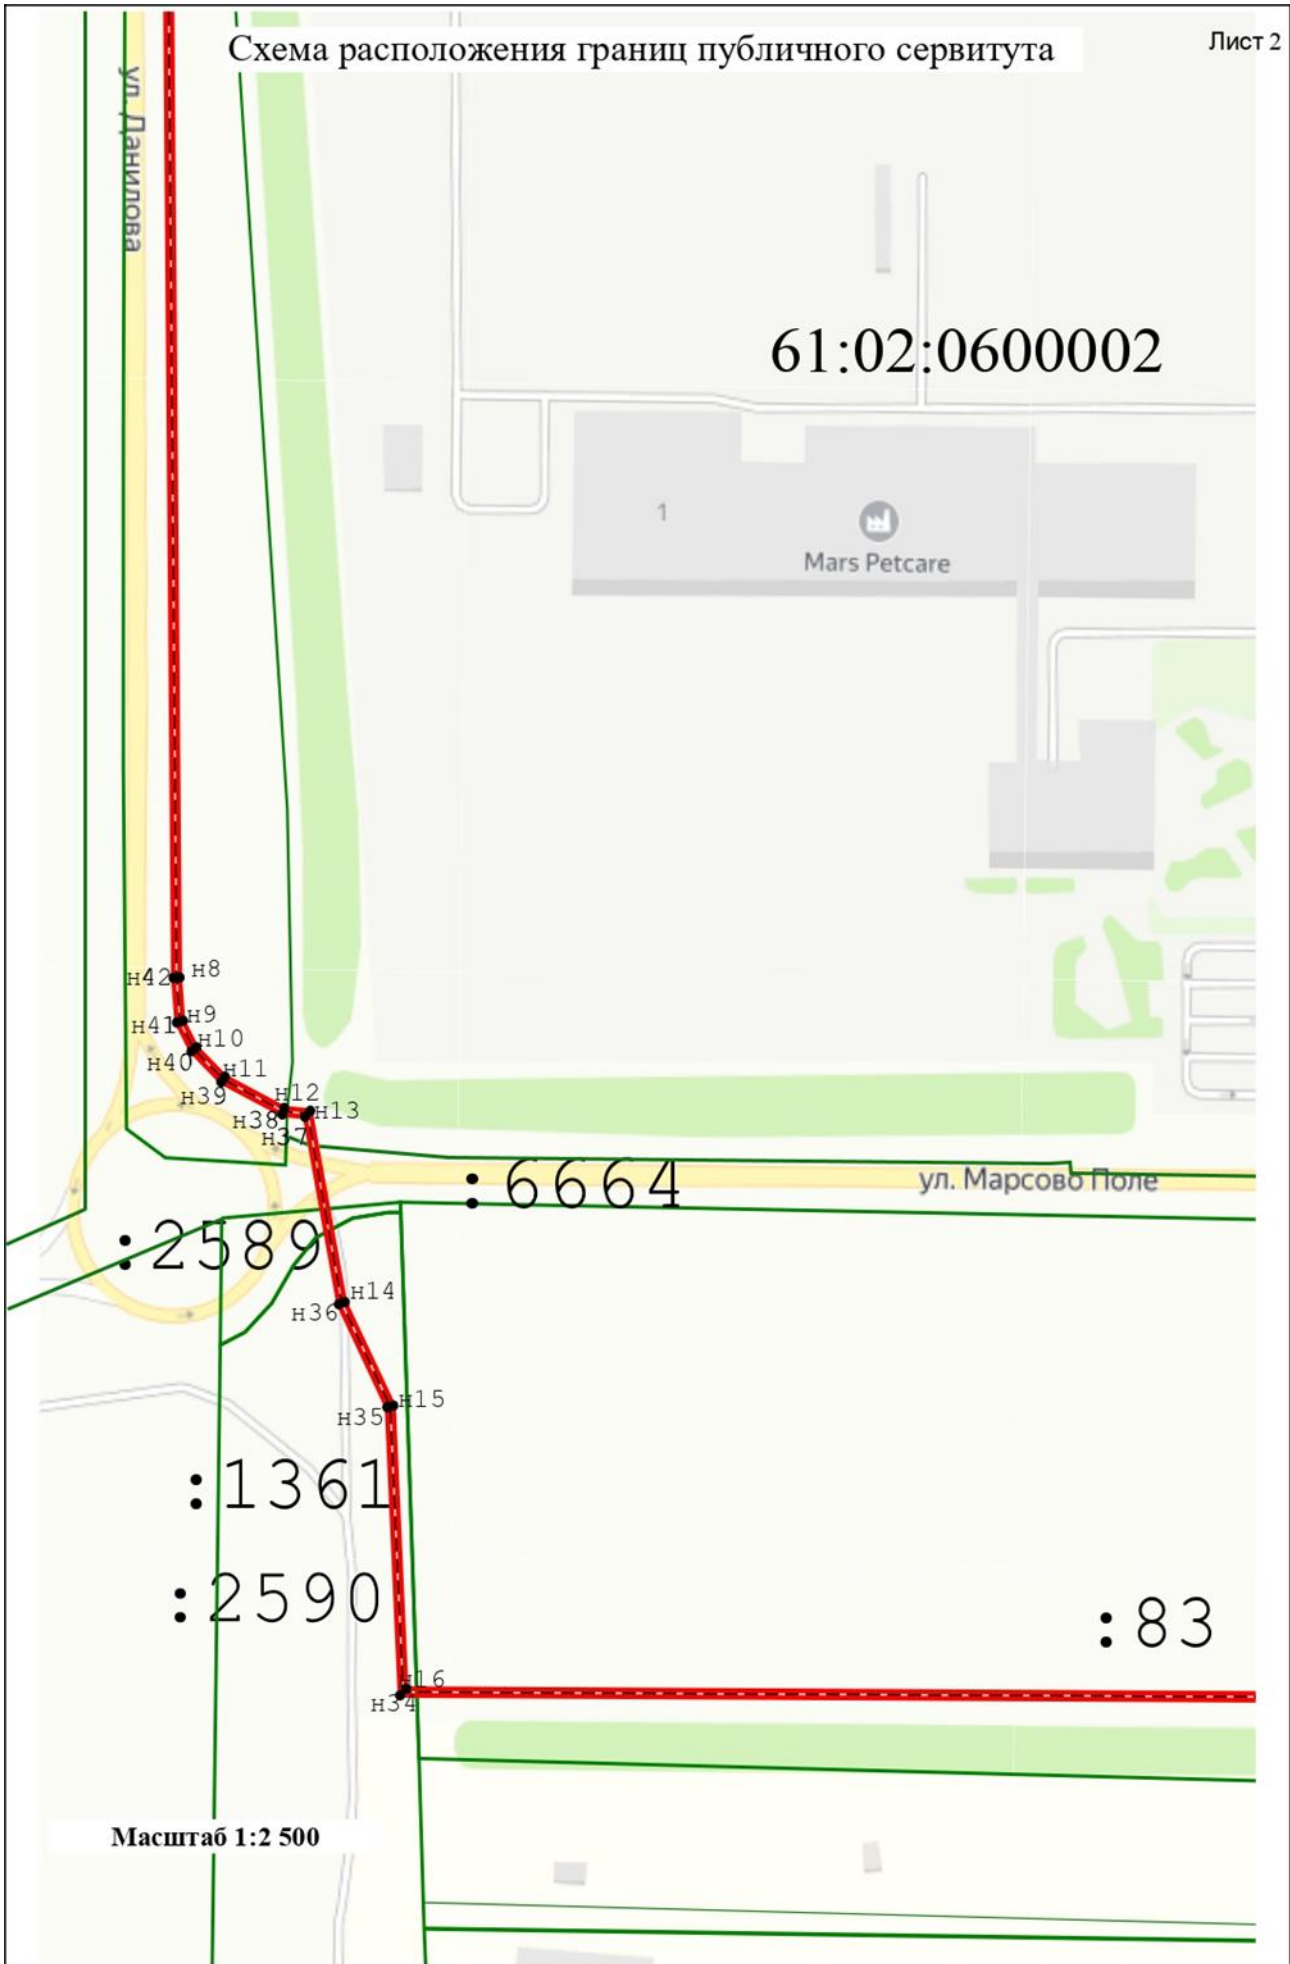 Лист 2
Схема расположения границ публичного сервитута
ул. Данилова
61:02:0600002
1
Mars Petcare
н8
н42
н9
н41
н10
н40
н11
н39
н12
н13
н38
н37
:6664
ул. Марсово Поле
:2589
н14
н36
н15
н35
:1361
:2590
:83
н16
н34
Масштаб 1:2 500